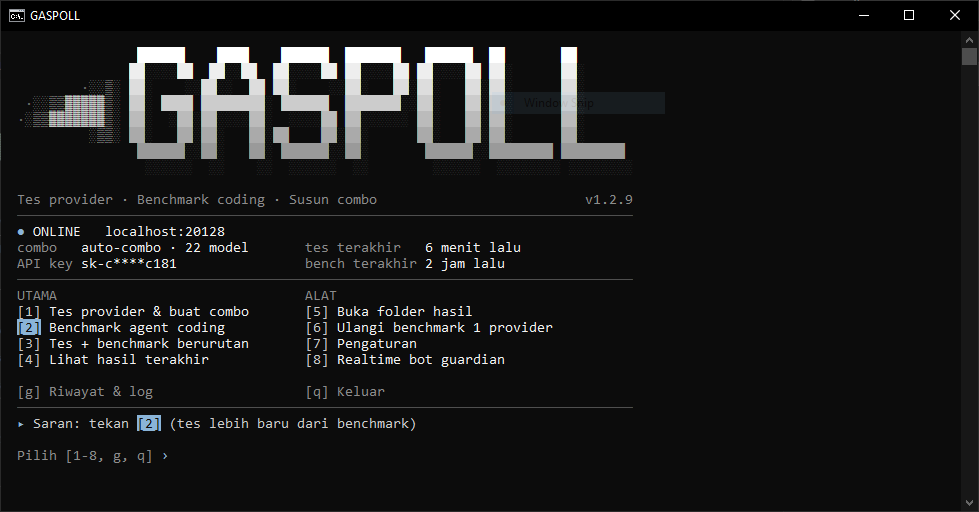 GASPOLL
GASPOLL
Window Snip
Tes provider · Benchmark coding · Susun combo v1.2.9
● ONLINE localhost:20128
combo auto-combo · 22 model tes terakhir 6 menit lalu
API key sk-c****c181 bench terakhir 2 jam lalu
UTAMA ALAT
[1] Tes provider & buat combo [5] Buka folder hasil
[2] Benchmark agent coding [6] Ulangi benchmark 1 provider
[3] Tes + benchmark berurutan [7] Pengaturan
[4] Lihat hasil terakhir [8] Realtime bot guardian
[g] Riwayat & log [q] Keluar
▸ Saran: tekan [2] (tes lebih baru dari benchmark)
Pilih [1-8, g, q] ›